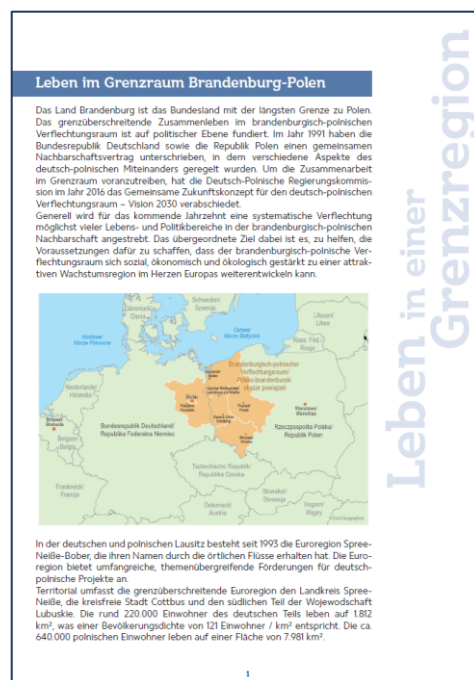 Leben in einer
Grenzregion
Leben im Grenzraum Brandenburg-Polen
Das Land Brandenburg ist das Bundesland mit der längsten Grenze zu Polen.
Das grenzüberschreitende Zusammenleben im brandenburgisch-polnischen
Verflechtungsraum ist auf politischer Ebene fundiert. Im Jahr 1991 haben die
Bundesrepublik Deutschland sowie die Republik Polen einen gemeinsamen
Nachbarschaftsvertrag unterschrieben, in dem verschiedene Aspekte des
deutsch-polnischen Miteinanders geregelt wurden. Um die Zusammenarbeit
im Grenzraum voranzutreiben, hat die Deutsch-Polnische Regierungskommis-
sion im Jahr 2016 das Gemeinsame Zukunftskonzept für den deutsch-polnischen
Verflechtungsraum – Vision 2030 verabschiedet.
Generell wird für das kommende Jahrzehnt eine systematische Verflechtung
möglichst vieler Lebens- und Politikbereiche in der brandenburgisch-polnischen
Nachbarschaft angestrebt. Das übergeordnete Ziel dabei ist es, zu helfen, die
Voraussetzungen dafür zu schaffen, dass der brandenburgisch-polnische Ver-
flechtungsraum sich sozial, ökonomisch und ökologisch gestärkt zu einer attrak-
tiven Wachstumsregion im Herzen Europas weiterentwickeln kann.
Schweden/
Szwecja
Dänemark/
Dania
Litauen/
Litwa
Nordsee/
Morze Północne
Ostsee/
Morze Bałtyckie
Russ. Föd./
Rosja
Brandenburgisch-polnischer
Verflechtungsraum/
Polsko-brandenburski
obszar powiązań
Niederlande/
Holandia
Berlin
Warschau/
Warszawa
Bundesrepublik Deutschland/
Republika Federalna Niemiec
Rzeczpospolita Polska/
Republik Polen
Belgien/
Belgia
Tschechische Republik/
Republika Czeska
Frankreich/
Francja
Slowakei/
Słowacja
Österreich/
Austria
Ungarn/
Węgry
In der deutschen und polnischen Lausitz besteht seit 1993 die Euroregion Spree-
Neiße-Bober, die ihren Namen durch die örtlichen Flüsse erhalten hat. Die Euro-
region bietet umfangreiche, themenübergreifende Förderungen für deutsch-
polnische Projekte an.
Territorial umfasst die grenzüberschreitende Euroregion den Landkreis Spree-
Neiße, die kreisfreie Stadt Cottbus und den südlichen Teil der Wojewodschaft
Lubuskie. Die rund 220.000 Einwohner des deutschen Teils leben auf 1.812
km², was einer Bevölkerungsdichte von 121 Einwohner / km² entspricht. Die ca.
640.000 polnischen Einwohner leben auf einer Fläche von 7.981 km².
1